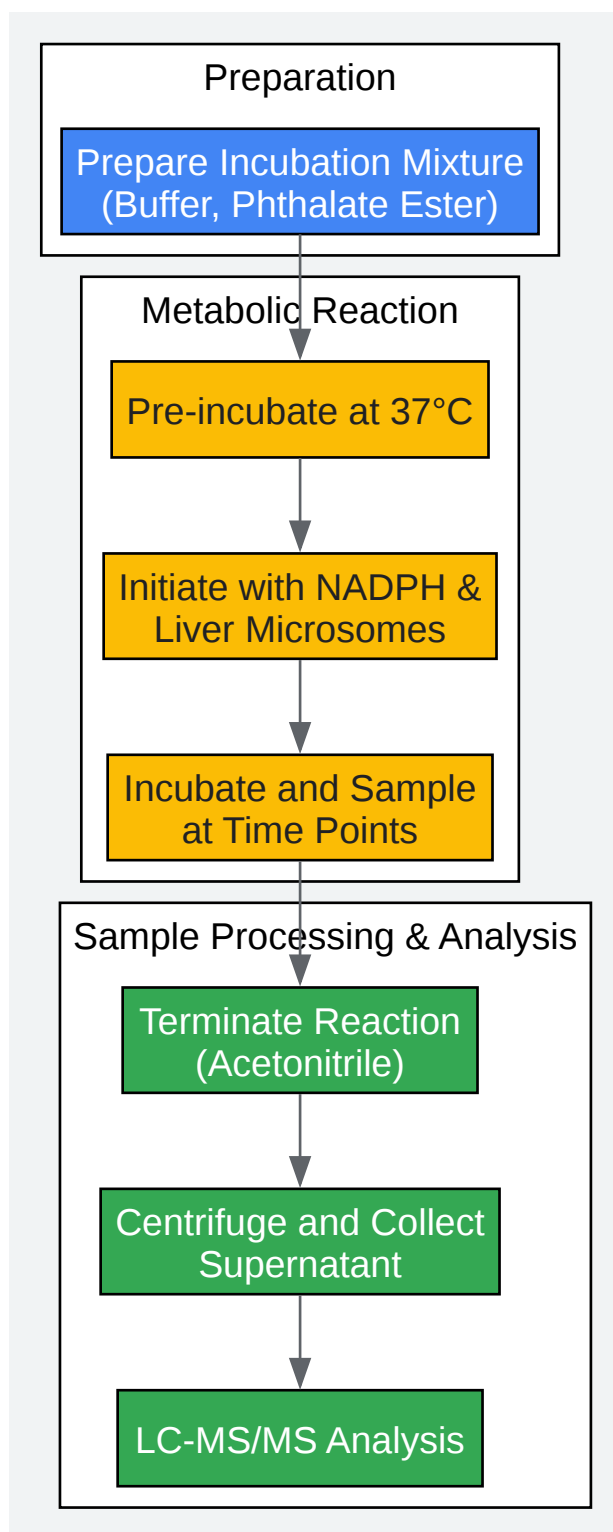 Preparation
Prepare Incubation Mixture
(Buffer, Phthalate Ester)
Metabolic Reaction
Pre-incubate at 37°C
Initiate with NADPH &
Liver Microsomes
Incubate and Sample
at Time Points
Sample Processing & Analysis
Terminate Reaction
(Acetonitrile)
Centrifuge and Collect
Supernatant
LC-MS/MS Analysis